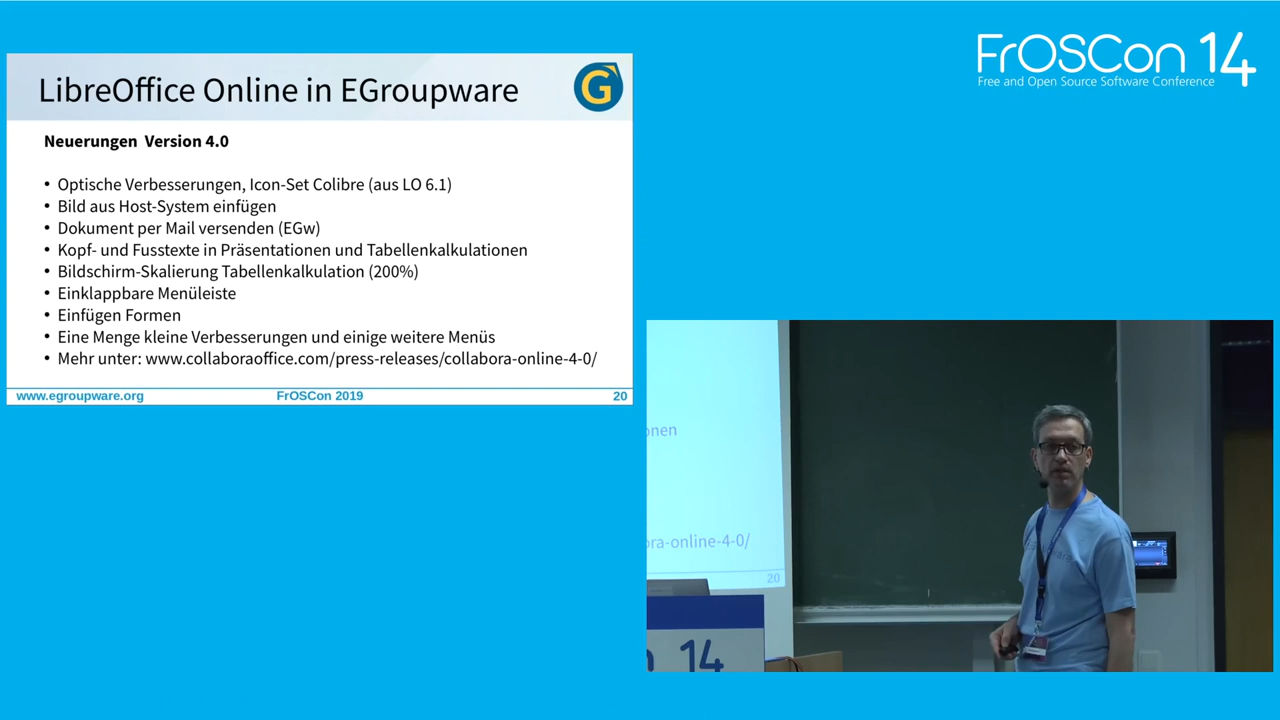 LibreOffice Online in EGroupware
G
Neuerungen Version 4.0
• Optische Verbesserungen, Icon-Set Colibre (aus LO 6.1)
• Bild aus Host-System einfügen
• Dokument per Mail versenden (EGw)
• Kopf- und Fusstexte in Präsentationen und Tabellenkalkulationen
• Bildschirm-Skalierung Tabellenkalkulation (200%)
• Einklappbare Menüleiste
• Einfügen Formen
• Eine Menge kleine Verbesserungen und einige weitere Menüs
• Mehr unter: www.collaboraoffice.com/press-releases/collabora-online-4-0/
www.egroupware.org FrOSCon 2019 20
FrOSCon 14
Free and Open Source Software Conference
onen
ora-online-4-0/
20
14